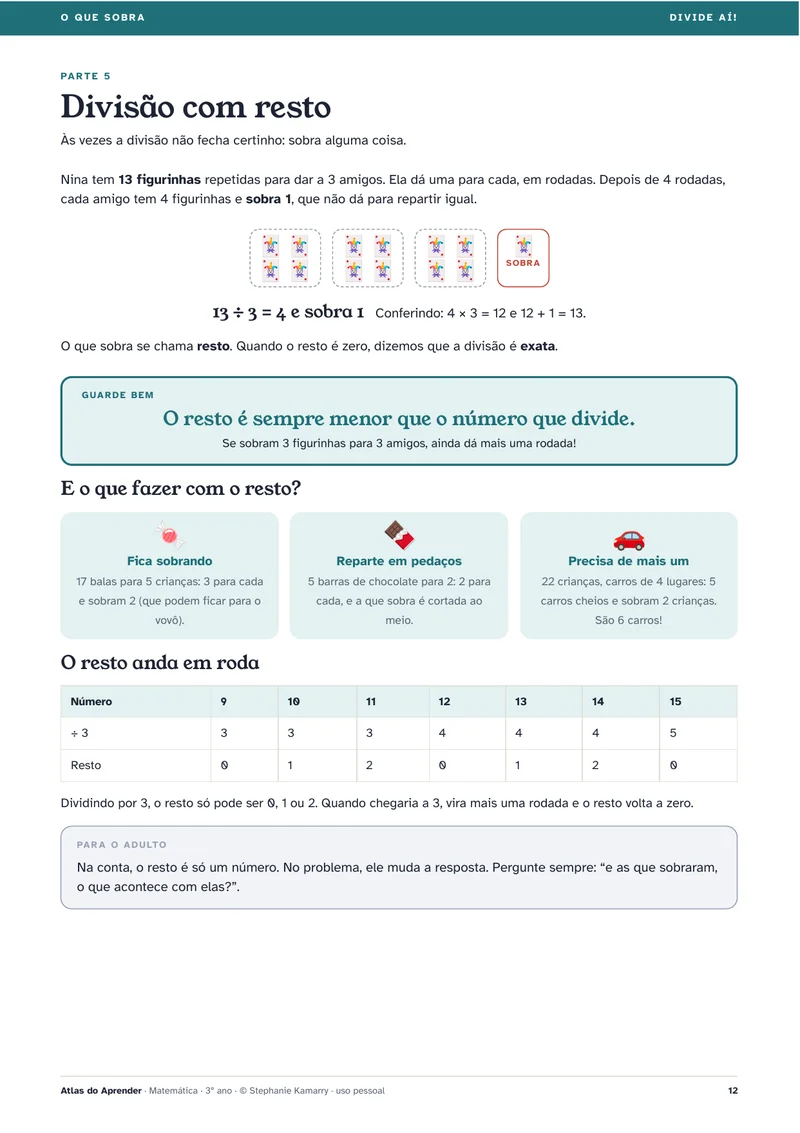 O QUE SOBRA
DIVIDE AÍ!
PARTE 5
Divisão com resto
Às vezes a divisão não fecha certinho: sobra alguma coisa.
Nina tem 13 figurinhas repetidas para dar a 3 amigos. Ela dá uma para cada, em rodadas. Depois de 4 rodadas,
cada amigo tem 4 figurinhas e sobra 1, que não dá para repartir igual.
SOBRA
13 ÷ 3 = 4 e sobra 1 Conferindo: 4 × 3 = 12 e 12 + 1 = 13.
O que sobra se chama resto. Quando o resto é zero, dizemos que a divisão é exata.
GUARDE BEM
O resto é sempre menor que o número que divide.
Se sobram 3 figurinhas para 3 amigos, ainda dá mais uma rodada!
E o que fazer com o resto?
Fica sobrando
17 balas para 5 crianças: 3 para cada
e sobram 2 (que podem ficar para o
vovô).
Reparte em pedaços
5 barras de chocolate para 2: 2 para
cada, e a que sobra é cortada ao
meio.
Precisa de mais um
22 crianças, carros de 4 lugares: 5
carros cheios e sobram 2 crianças.
São 6 carros!
O resto anda em roda
Número 9 10 11 12 13 14 15
÷ 3 3 3 3 4 4 4 5
Resto 0 1 2 0 1 2 0
Dividindo por 3, o resto só pode ser 0, 1 ou 2. Quando chegaria a 3, vira mais uma rodada e o resto volta a zero.
PARA O ADULTO
Na conta, o resto é só um número. No problema, ele muda a resposta. Pergunte sempre: “e as que sobraram,
o que acontece com elas?”.
Atlas do Aprender · Matemática · 3º ano · © Stephanie Kamarry · uso pessoal
12